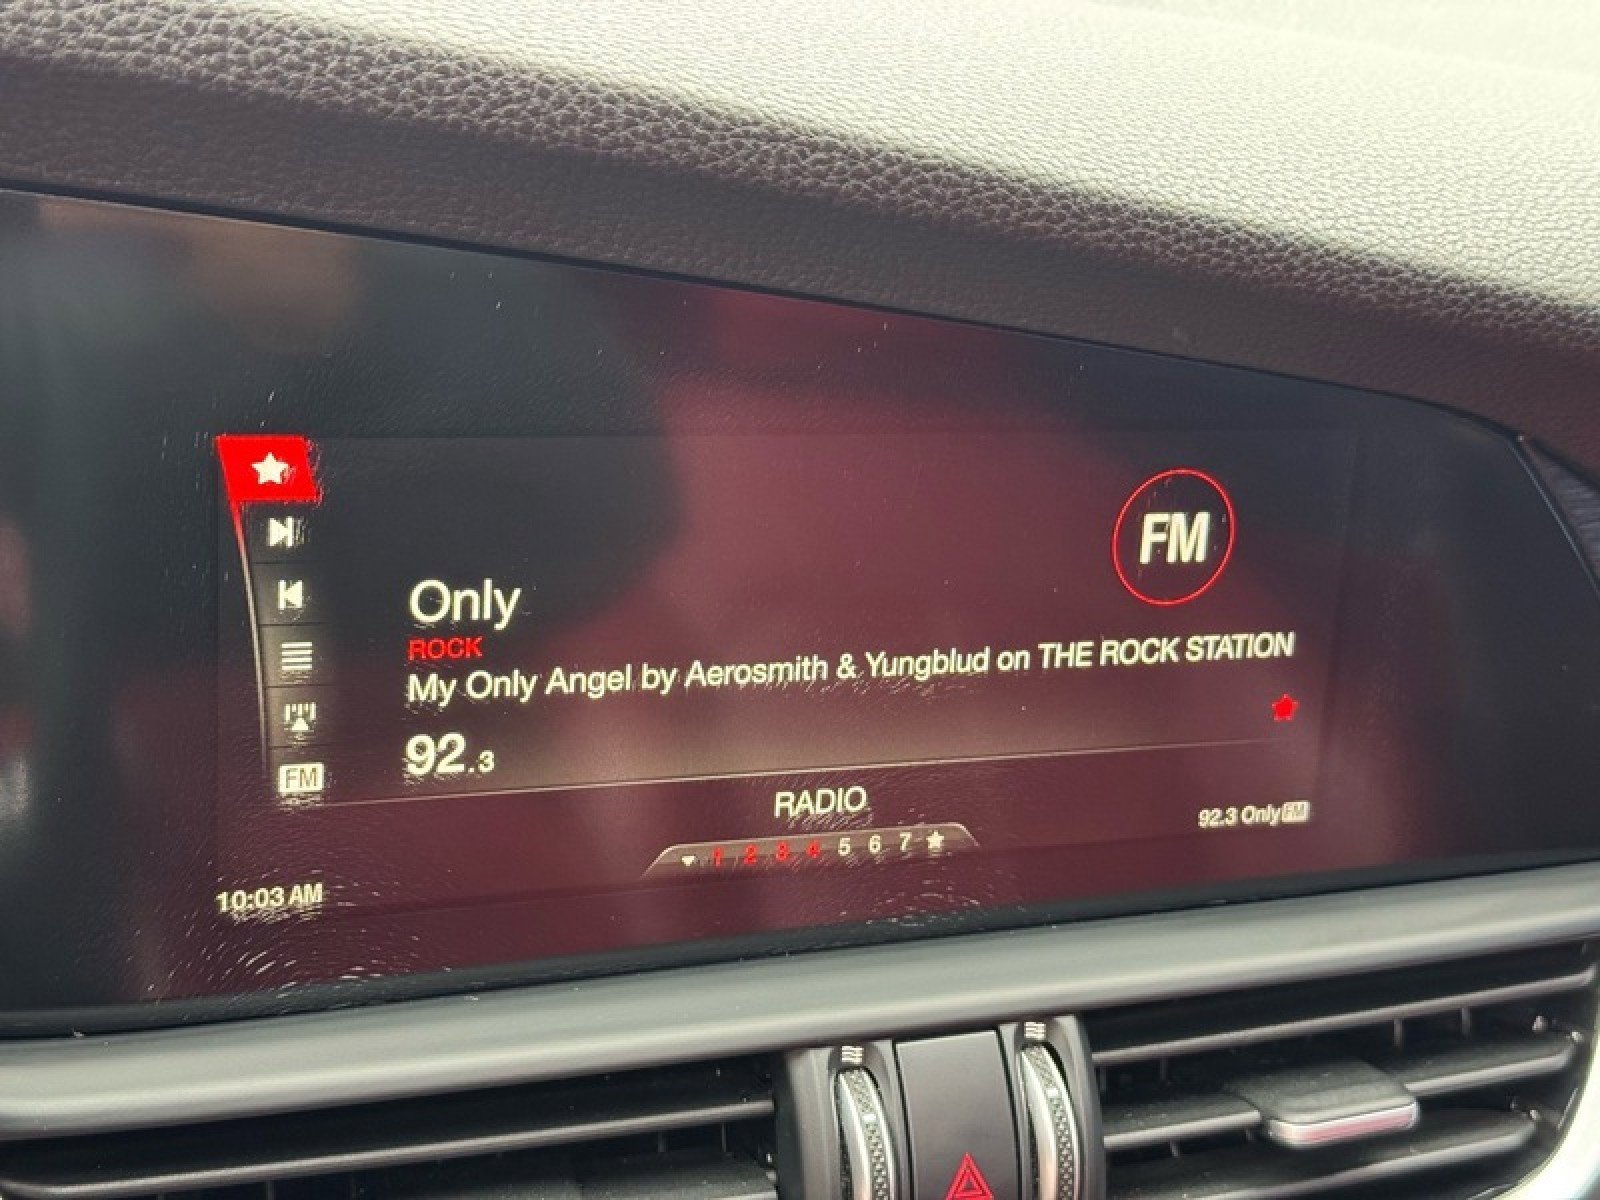 FM
Only
ROCK
My Only Angel by Aerosmith & Yungblud on THE ROCK STATION
92.3
FM
RADIO
92.3 Only FM
1 2 3 4 5 6 7
10:03 AM